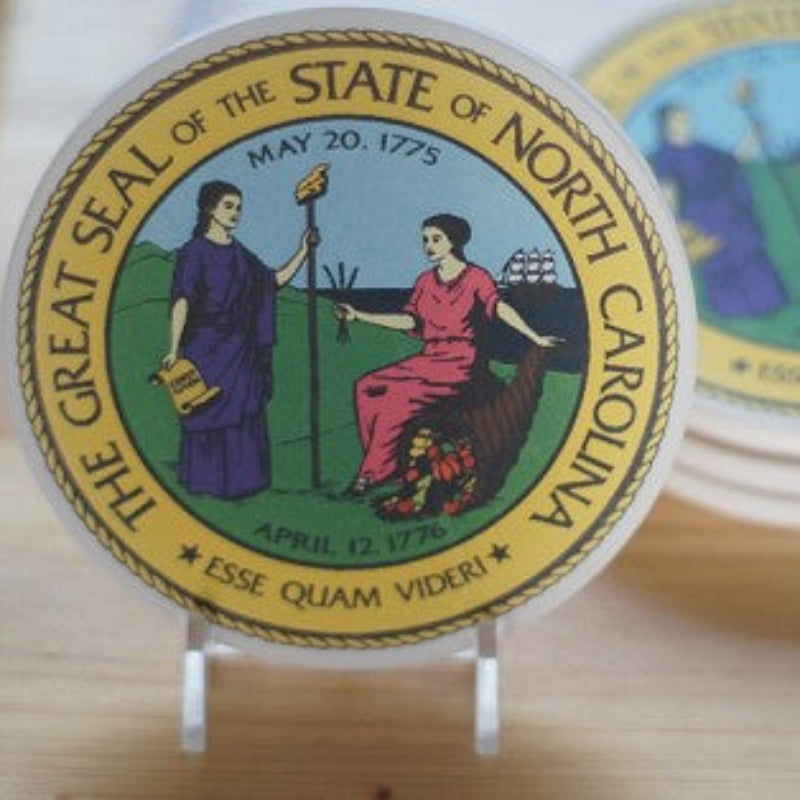 THE GREAT SEAL OF THE STATE OF NORTH CAROLINA
MAY 20. 1775
APRIL 12. 1776
★ ESSE QUAM VIDERI ★